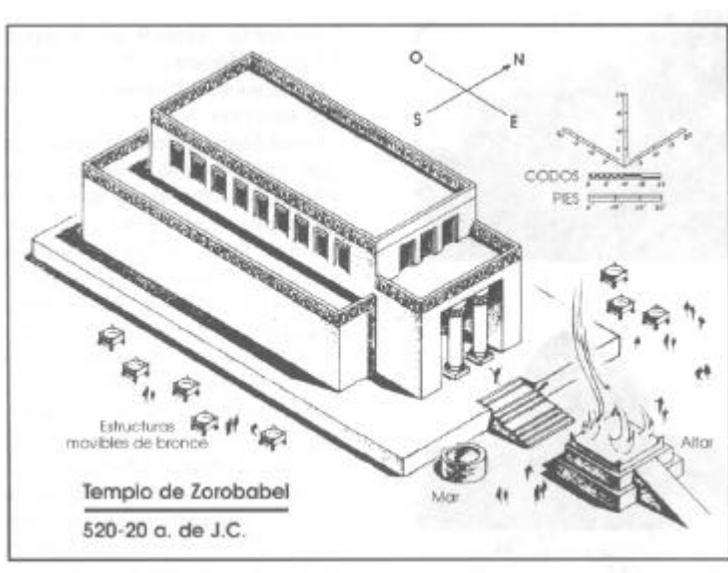 O
N
S
E
CODOS
PIES
Estructuras
movibles de bronce
Mar
Altar
Templo de Zorobabel
520-20 a. de J.C.